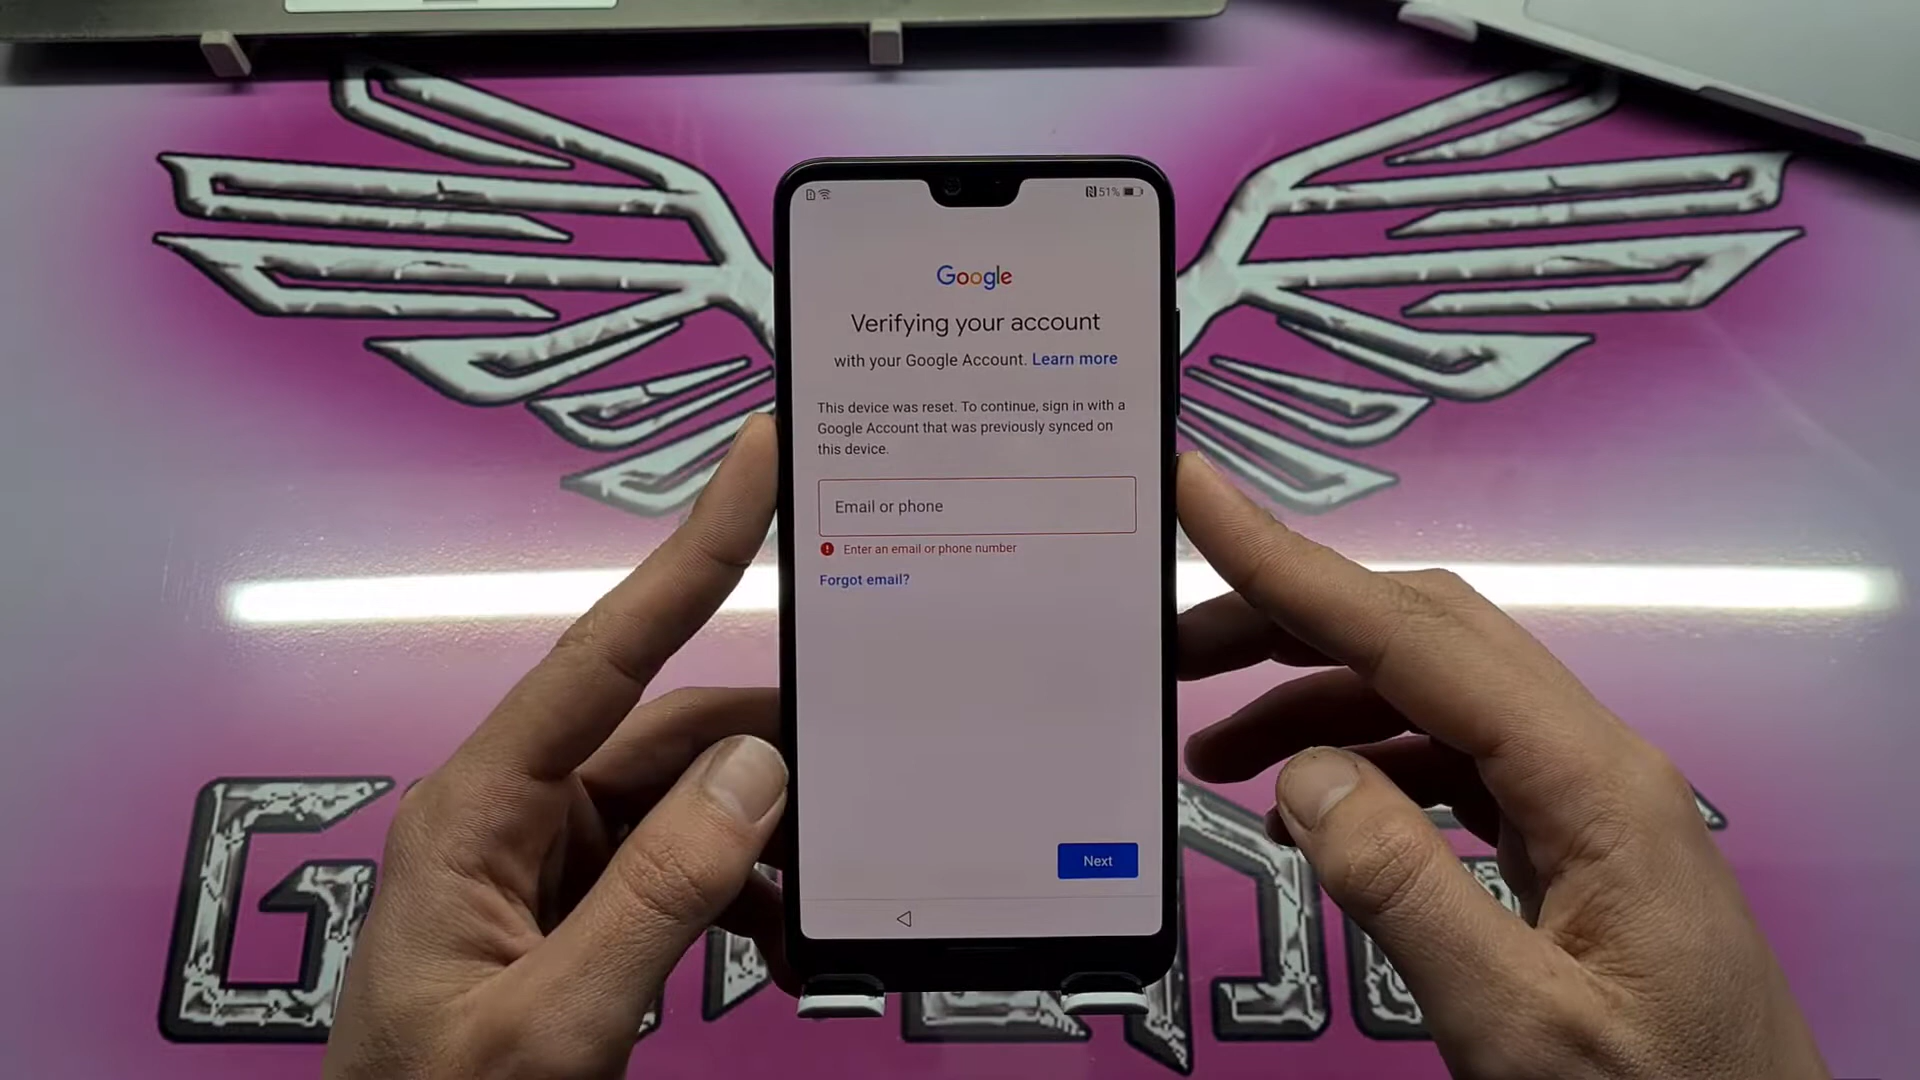 51%
Google
Verifying your account
with your Google Account. Learn more
This device was reset. To continue, sign in with a
Google Account that was previously synced on
this device.
Email or phone
Enter an email or phone number
Forgot email?
Next